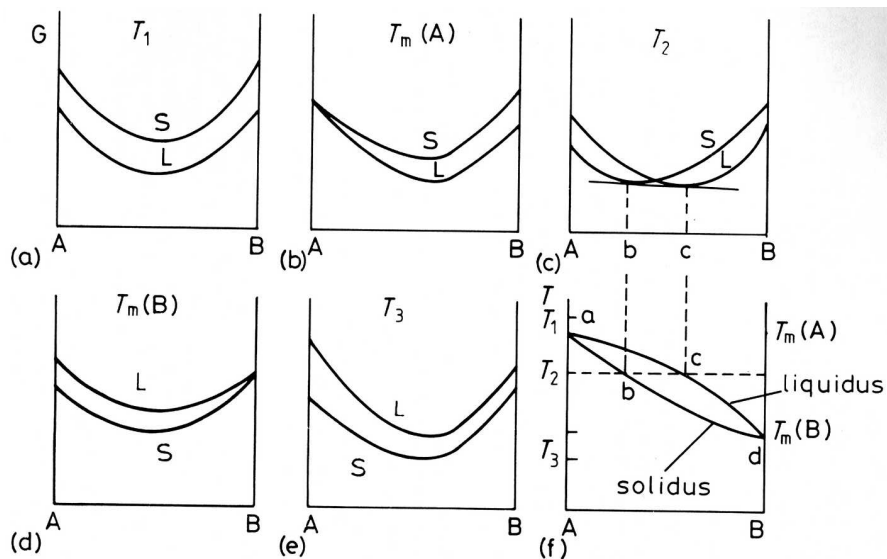 G
T₁
S
L
A B
(a)
Tₘ(A)
S
L
A B
(b)
T₂
S
L
A b c B
(c)
Tₘ(B)
L
S
A B
(d)
T₃
L
S
A B
(e)
T
T₁ a Tₘ(A)
T₂ c
b liquidus
Tₘ(B)
T₃ d
solidus
A B
(f)